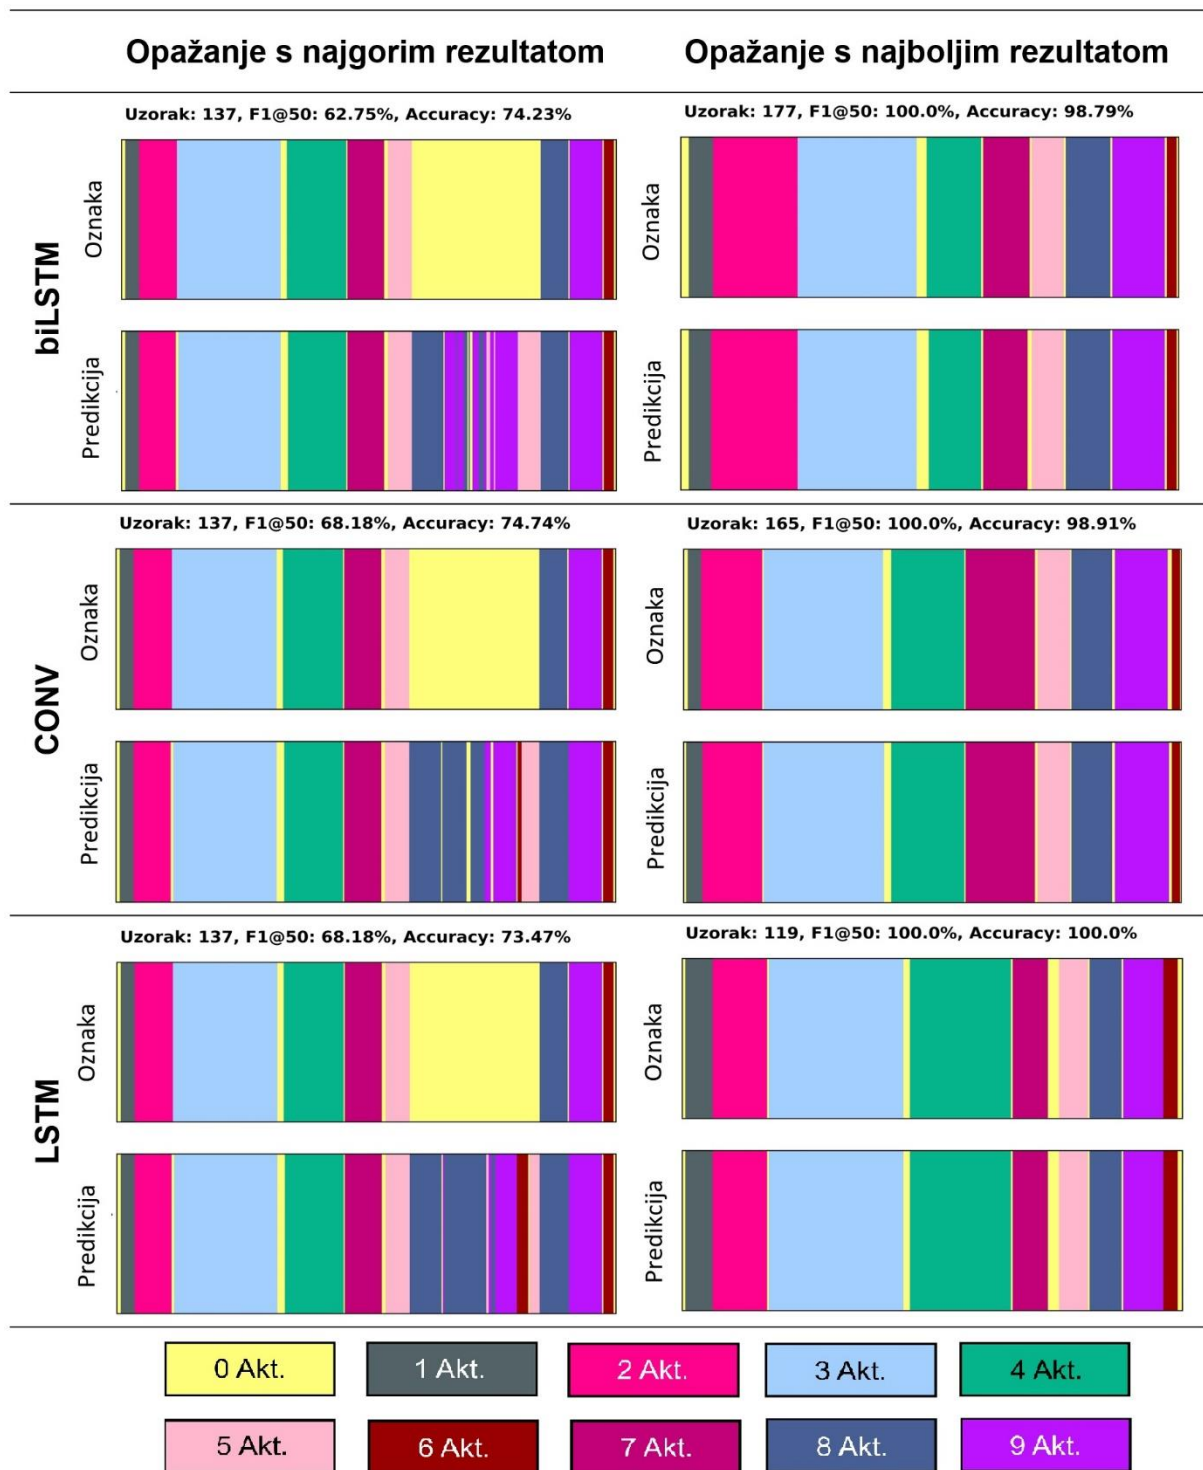 Opažanje s najgorim rezultatom
Opažanje s najboljim rezultatom
biLSTM
Uzorak: 137, F1@50: 62.75%, Accuracy: 74.23%
Oznaka
Predikcija
Uzorak: 177, F1@50: 100.0%, Accuracy: 98.79%
Oznaka
Predikcija
CONV
Uzorak: 137, F1@50: 68.18%, Accuracy: 74.74%
Oznaka
Predikcija
Uzorak: 165, F1@50: 100.0%, Accuracy: 98.91%
Oznaka
Predikcija
LSTM
Uzorak: 137, F1@50: 68.18%, Accuracy: 73.47%
Oznaka
Predikcija
Uzorak: 119, F1@50: 100.0%, Accuracy: 100.0%
Oznaka
Predikcija
0 Akt.
1 Akt.
2 Akt.
3 Akt.
4 Akt.
5 Akt.
6 Akt.
7 Akt.
8 Akt.
9 Akt.